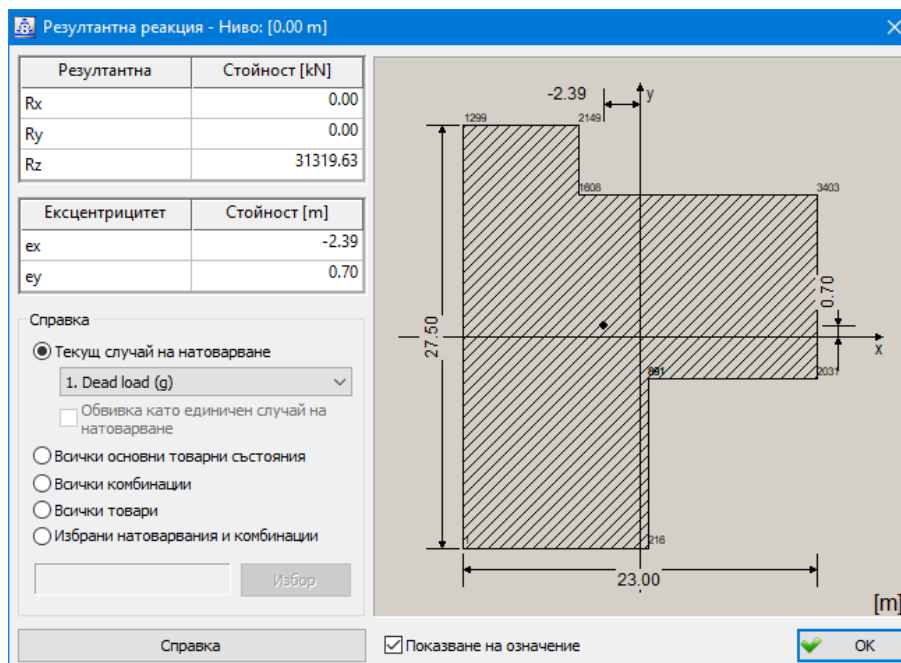 Резултантна реакция - Ниво: [0.00 m]
Резултантна Стойност [kN]
Rx 0.00
Ry 0.00
Rz 31319.63
Ексцентрицитет Стойност [m]
ex -2.39
ey 0.70
Справка
Текущ случай на натоварване
1. Dead load (g)
Обвивка като единичен случай на
натоварване
Всички основни товарни състояния
Всички комбинации
Всички товари
Избрани натоварвания и комбинации
Избор
Справка
-2.39
y
1299
2149
1608
3403
0.70
27.50
x
2031
1
216
23.00
[m]
Показване на означение
OK